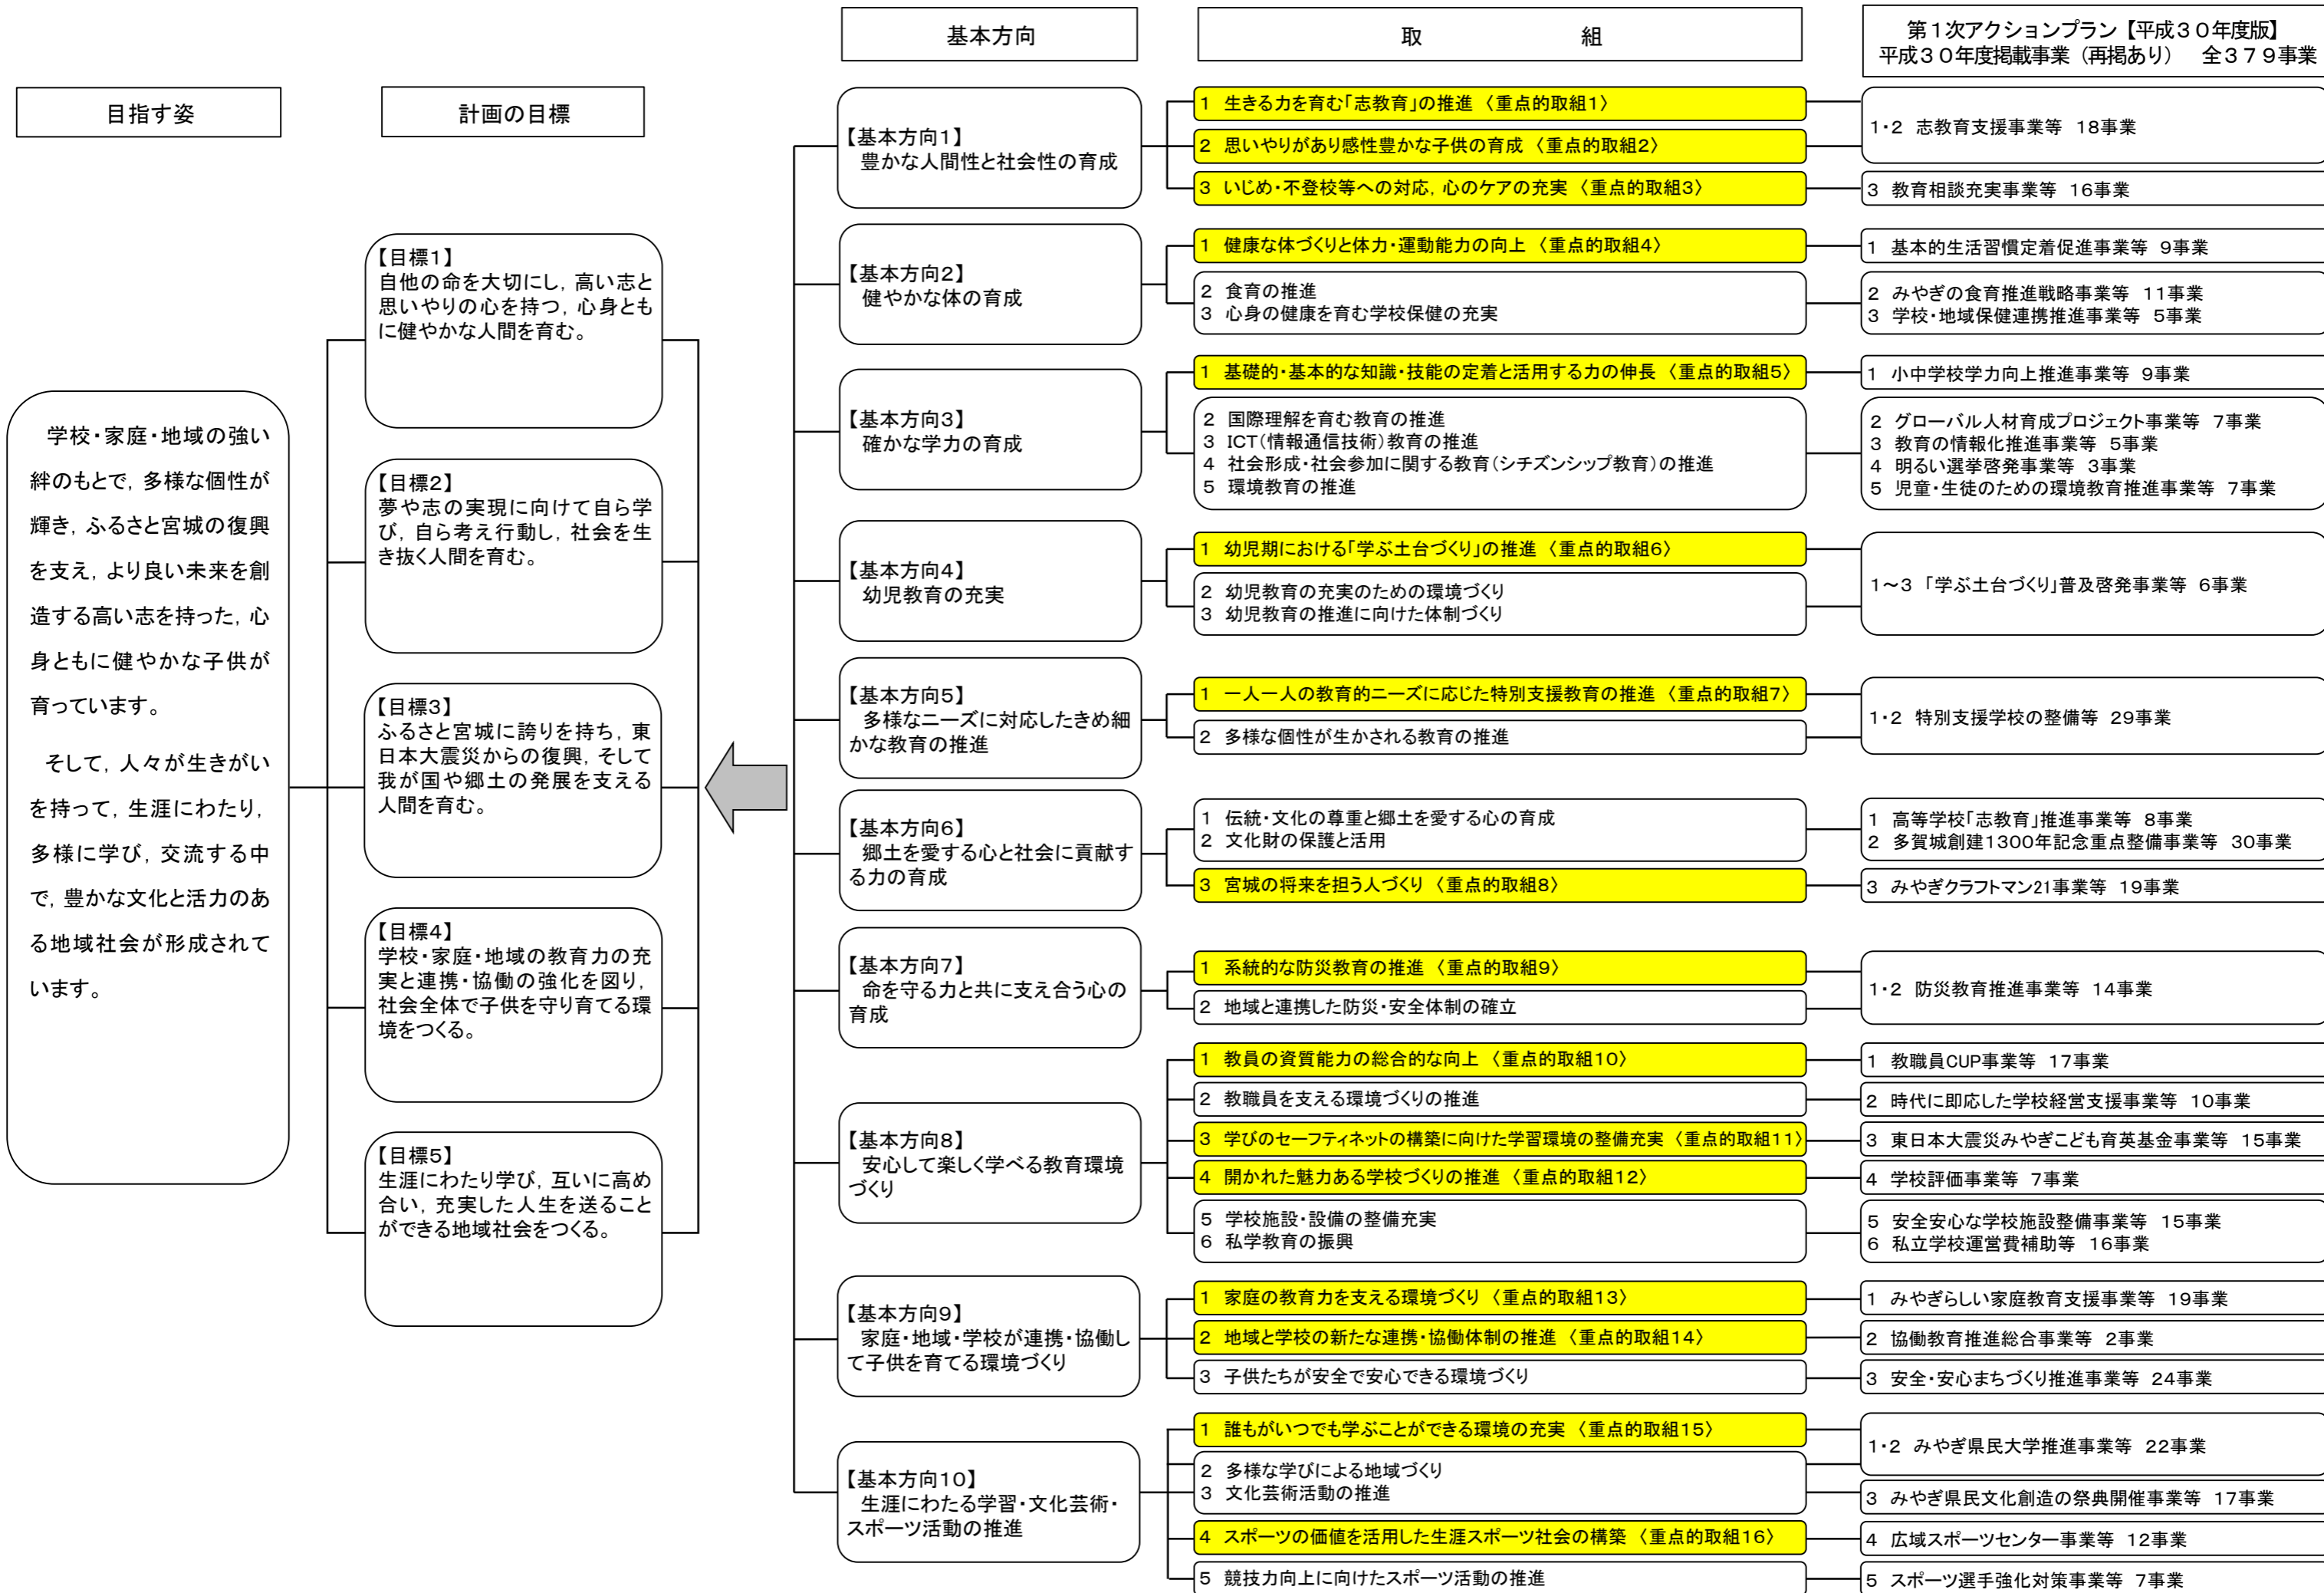 目指す姿
計画の目標
基本方向
取　　　組
第１次アクションプラン【平成３０年度版】
平成３０年度掲載事業（再掲あり）　全３７９事業
学校・家庭・地域の強い
絆のもとで，多様な個性が
輝き，ふるさと宮城の復興
を支え，より良い未来を創
造する高い志を持った，心
身ともに健やかな子供が
育っています。
そして，人々が生きがい
を持って，生涯にわたり，
多様に学び，交流する中
で，豊かな文化と活力のあ
る地域社会が形成されて
います。
【目標１】
自他の命を大切にし，高い志と
思いやりの心を持つ，心身とも
に健やかな人間を育む。
【目標２】
夢や志の実現に向けて自ら学
び，自ら考え行動し，社会を生
き抜く人間を育む。
【目標３】
ふるさと宮城に誇りを持ち，東
日本大震災からの復興，そして
我が国や郷土の発展を支える
人間を育む。
【目標４】
学校・家庭・地域の教育力の充
実と連携・協働の強化を図り，
社会全体で子供を守り育てる環
境をつくる。
【目標５】
生涯にわたり学び，互いに高め
合い，充実した人生を送ること
ができる地域社会をつくる。
【基本方向１】
豊かな人間性と社会性の育成
1 生きる力を育む「志教育」の推進 〈重点的取組１〉
2 思いやりがあり感性豊かな子供の育成 〈重点的取組２〉
3 いじめ・不登校等への対応，心のケアの充実 〈重点的取組３〉
1・2 志教育支援事業等 18事業
3 教育相談充実事業等 16事業
【基本方向２】
健やかな体の育成
1 健康な体づくりと体力・運動能力の向上 〈重点的取組４〉
2 食育の推進
3 心身の健康を育む学校保健の充実
1 基本的生活習慣定着促進事業等 9事業
2 みやぎの食育推進戦略事業等 11事業
3 学校・地域保健連携推進事業等 5事業
【基本方向３】
確かな学力の育成
1 基礎的・基本的な知識・技能の定着と活用する力の伸長 〈重点的取組５〉
2 国際理解を育む教育の推進
3 ICT（情報通信技術）教育の推進
4 社会形成・社会参加に関する教育（シチズンシップ教育）の推進
5 環境教育の推進
1 小中学校学力向上推進事業等 9事業
2 グローバル人材育成プロジェクト事業等 7事業
3 教育の情報化推進事業等 5事業
4 明るい選挙啓発事業等 3事業
5 児童・生徒のための環境教育推進事業等 7事業
【基本方向４】
幼児教育の充実
1 幼児期における「学ぶ土台づくり」の推進 〈重点的取組６〉
2 幼児教育の充実のための環境づくり
3 幼児教育の推進に向けた体制づくり
1～3 「学ぶ土台づくり」普及啓発事業等 6事業
【基本方向５】
多様なニーズに対応したきめ細
かな教育の推進
1 一人一人の教育的ニーズに応じた特別支援教育の推進 〈重点的取組７〉
2 多様な個性が生かされる教育の推進
1・2 特別支援学校の整備等 29事業
【基本方向６】
郷土を愛する心と社会に貢献す
る力の育成
1 伝統・文化の尊重と郷土を愛する心の育成
2 文化財の保護と活用
3 宮城の将来を担う人づくり 〈重点的取組８〉
1 高等学校「志教育」推進事業等 8事業
2 多賀城創建1300年記念重点整備事業等 30事業
3 みやぎクラフトマン21事業等 19事業
【基本方向７】
命を守る力と共に支え合う心の
育成
1 系統的な防災教育の推進 〈重点的取組９〉
2 地域と連携した防災・安全体制の確立
1・2 防災教育推進事業等 14事業
【基本方向８】
安心して楽しく学べる教育環境
づくり
1 教員の資質能力の総合的な向上 〈重点的取組１０〉
2 教職員を支える環境づくりの推進
3 学びのセーフティネットの構築に向けた学習環境の整備充実 〈重点的取組１１〉
4 開かれた魅力ある学校づくりの推進 〈重点的取組１２〉
5 学校施設・設備の整備充実
6 私学教育の振興
1 教職員CUP事業等 17事業
2 時代に即応した学校経営支援事業等 10事業
3 東日本大震災みやぎこども育英基金事業等 15事業
4 学校評価事業等 7事業
5 安全安心な学校施設整備事業等 15事業
6 私立学校運営費補助等 16事業
【基本方向９】
家庭・地域・学校が連携・協働し
て子供を育てる環境づくり
1 家庭の教育力を支える環境づくり 〈重点的取組１３〉
2 地域と学校の新たな連携・協働体制の推進 〈重点的取組１４〉
3 子供たちが安全で安心できる環境づくり
1 みやぎらしい家庭教育支援事業等 19事業
2 協働教育推進総合事業等 2事業
3 安全・安心まちづくり推進事業等 24事業
【基本方向１０】
生涯にわたる学習・文化芸術・
スポーツ活動の推進
1 誰もがいつでも学ぶことができる環境の充実 〈重点的取組１５〉
2 多様な学びによる地域づくり
3 文化芸術活動の推進
4 スポーツの価値を活用した生涯スポーツ社会の構築 〈重点的取組１６〉
5 競技力向上に向けたスポーツ活動の推進
1・2 みやぎ県民大学推進事業等 22事業
3 みやぎ県民文化創造の祭典開催事業等 17事業
4 広域スポーツセンター事業等 12事業
5 スポーツ選手強化対策事業等 7事業